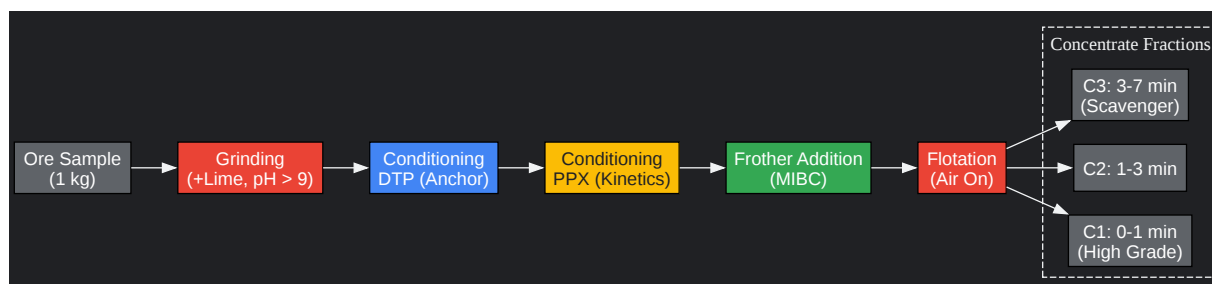 Ore Sample
(1 kg)
Grinding
(+Lime, pH > 9)
Conditioning
DTP (Anchor)
Conditioning
PPX (Kinetics)
Frother Addition
(MIBC)
Flotation
(Air On)
Concentrate Fractions
C3: 3-7 min
(Scavenger)
C2: 1-3 min
C1: 0-1 min
(High Grade)